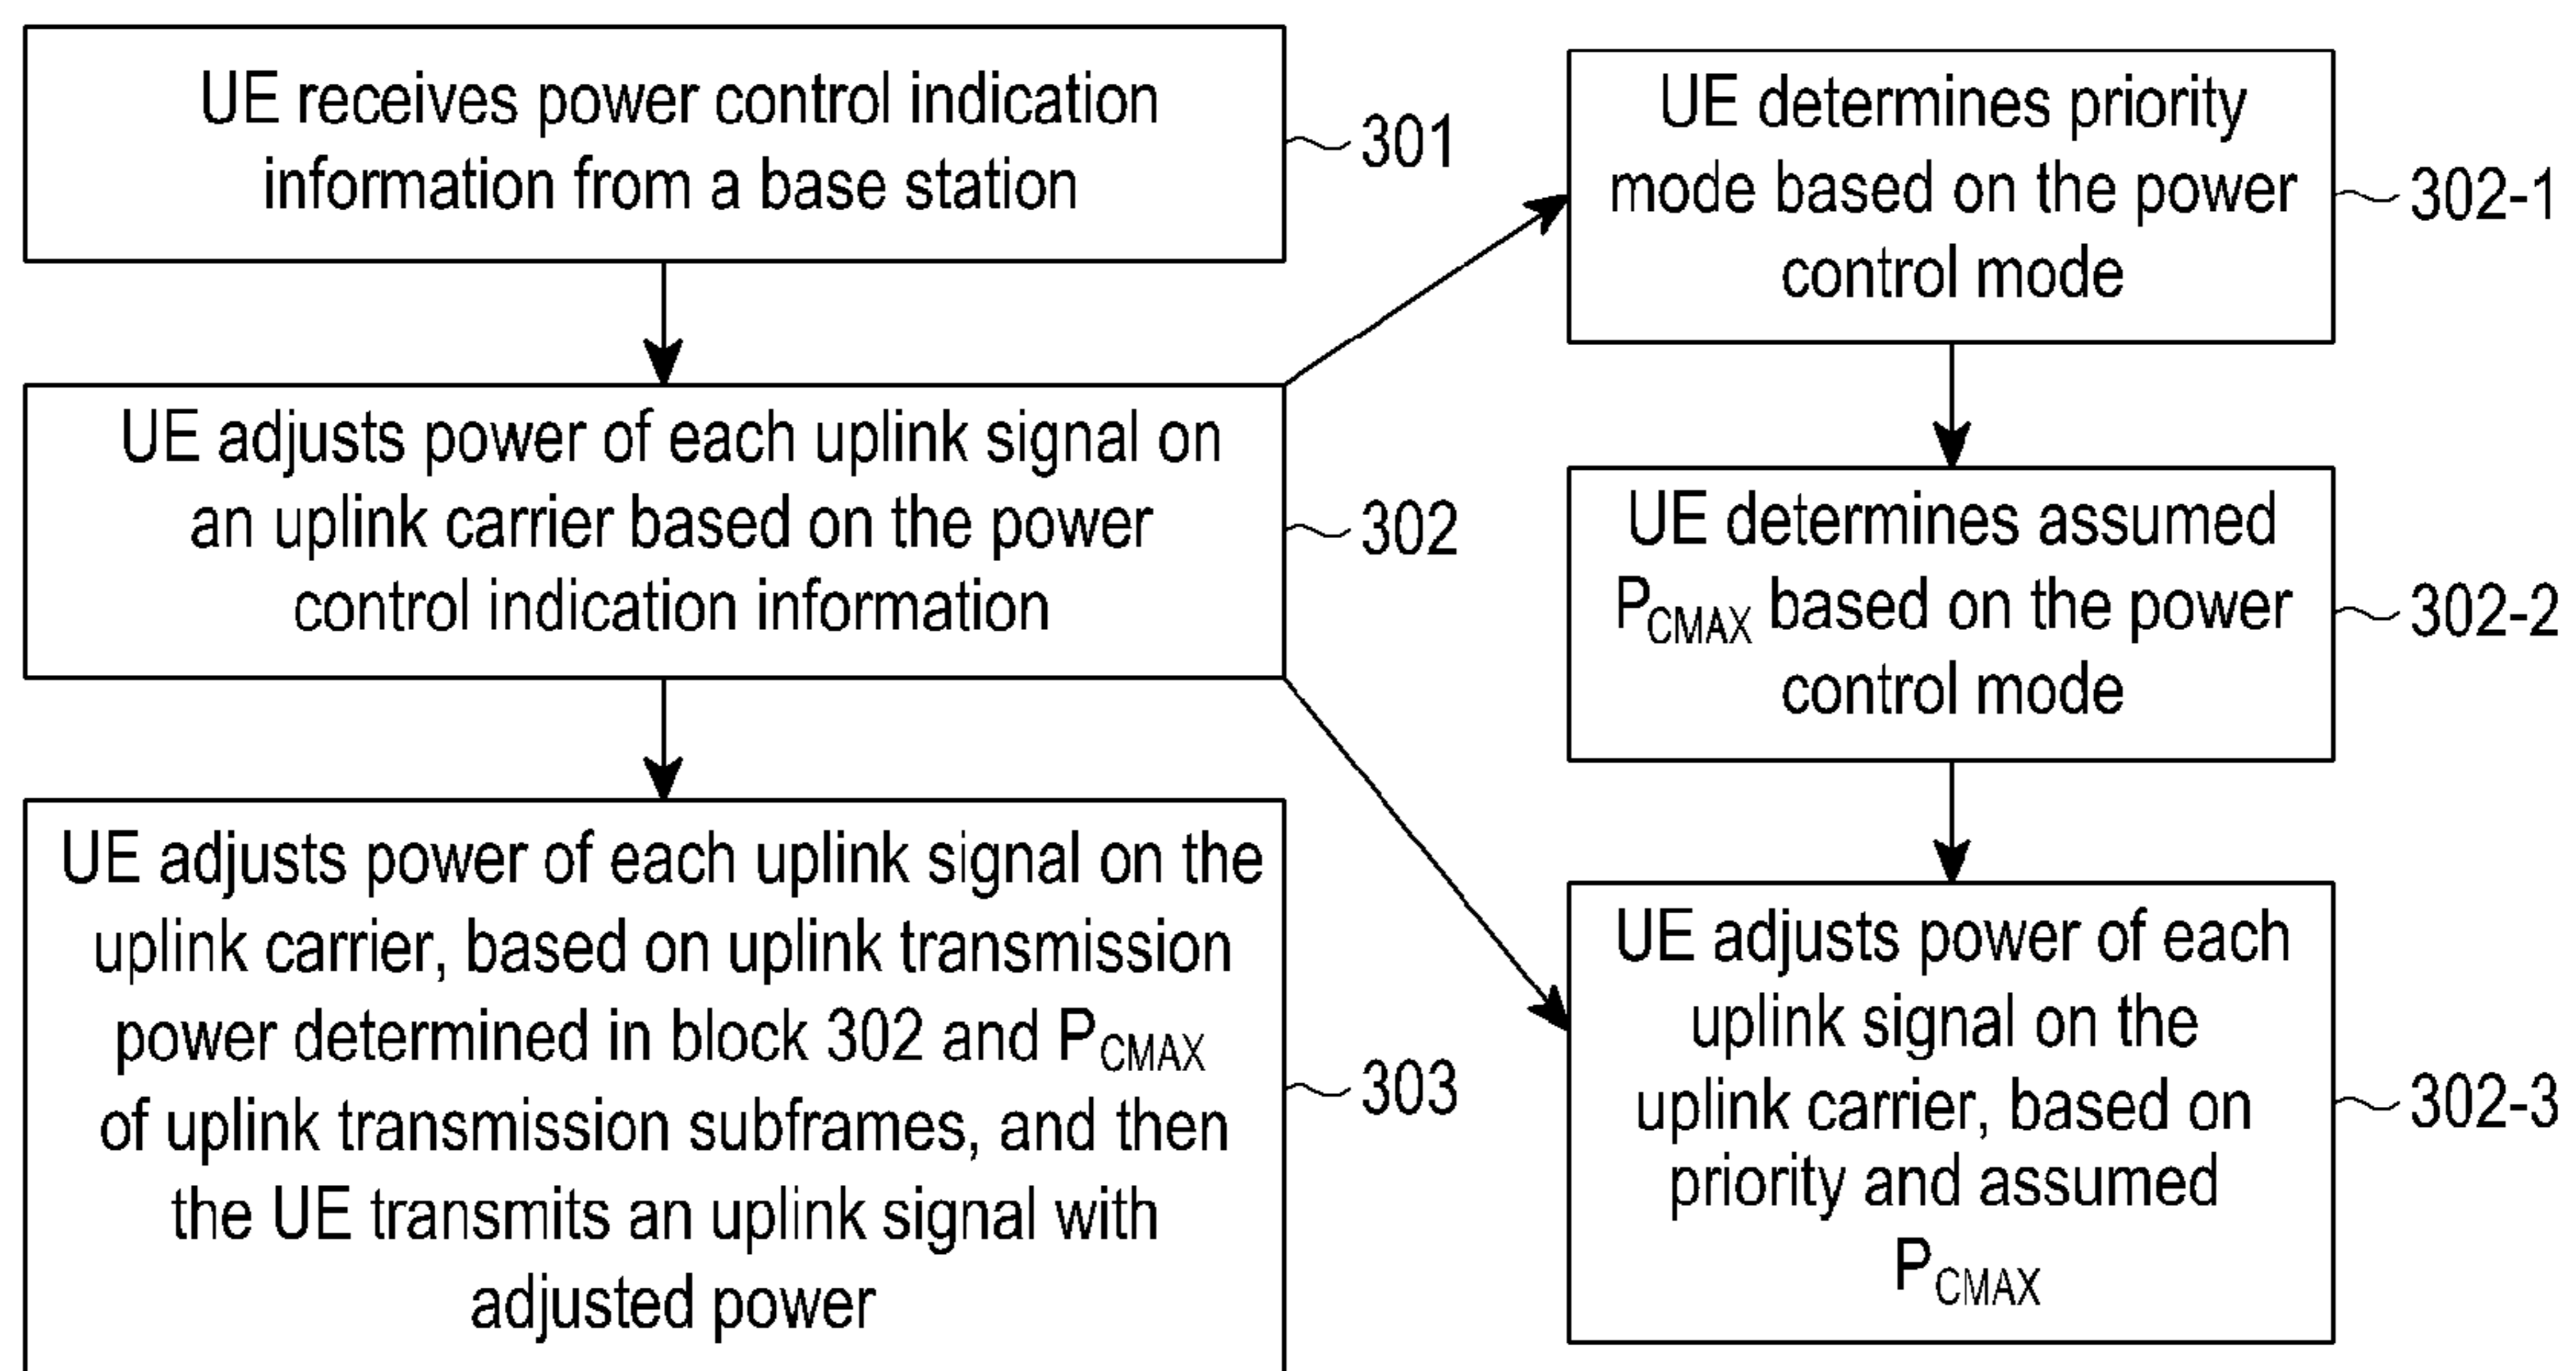 UE receives power control indication
information from a base station
301
UE adjusts power of each uplink signal on
an uplink carrier based on the power
control indication information
302
UE adjusts power of each uplink signal on the
uplink carrier, based on uplink transmission
power determined in block 302 and PCMAX
of uplink transmission subframes, and then
the UE transmits an uplink signal with
adjusted power
303
UE determines priority
mode based on the power
control mode
302-1
UE determines assumed
PCMAX based on the power
control mode
302-2
UE adjusts power of each
uplink signal on the
uplink carrier, based on
priority and assumed
PCMAX
302-3